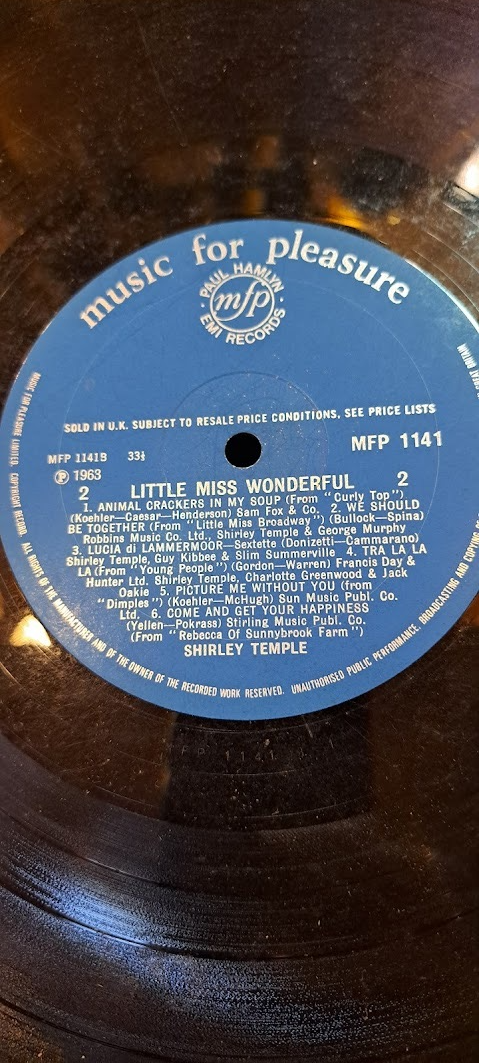 music for pleasure
PAUL HAMLYN
mfp
EMI RECORDS
SOLD IN U.K. SUBJECT TO RESALE PRICE CONDITIONS, SEE PRICE LISTS
MFP 1141B 33⅓ MFP 1141
Ⓟ 1963
2 LITTLE MISS WONDERFUL 2
1. ANIMAL CRACKERS IN MY SOUP (From "Curly Top")
(Koehler—Caesar—Henderson) Sam Fox & Co. 2. WE SHOULD
BE TOGETHER (From "Little Miss Broadway") (Bullock—Spina)
Robbins Music Co. Ltd., Shirley Temple & George Murphy
3. LUCIA di LAMMERMOOR—Sextette (Donizetti—Cammarano)
Shirley Temple, Guy Kibbee & Slim Summerville 4. TRA LA LA
LA (From "Young People") (Gordon—Warren) Francis Day &
Hunter Ltd. Shirley Temple, Charlotte Greenwood & Jack
Oakie 5. PICTURE ME WITHOUT YOU (from
"Dimples") (Koehler—McHugh) Sun Music Publ. Co.
Ltd. 6. COME AND GET YOUR HAPPINESS
(Yellen—Pokrass) Stirling Music Publ. Co.
(From "Rebecca Of Sunnybrook Farm")
SHIRLEY TEMPLE
MUSIC FOR PLEASURE LIMITED. COPYRIGHT RECORD. ALL RIGHTS OF THE MANUFACTURER AND OF THE OWNER OF THE RECORDED WORK RESERVED. UNAUTHORISED PUBLIC PERFORMANCE, BROADCASTING AND COPYING OF
GREAT BRITAIN
MFP 1141